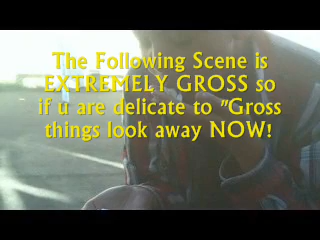 The Following Scene is
EXTREMELY GROSS so
if u are delicate to "Gross
things look away NOW!